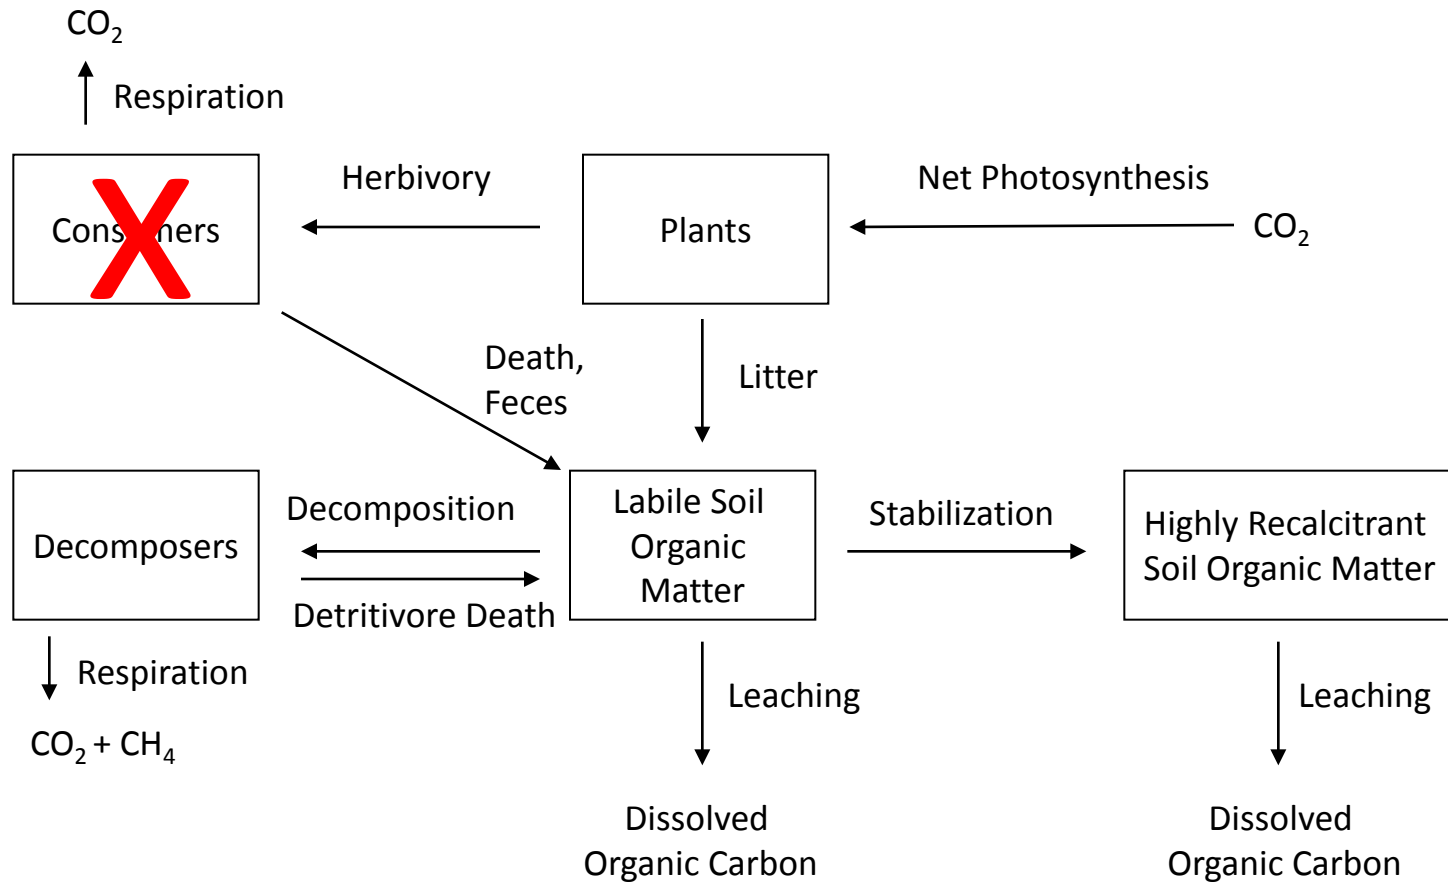 CO₂
Respiration
Consumers
X
Herbivory
Plants
Net Photosynthesis
CO₂
Death,
Feces
Litter
Decomposers
Decomposition
Detritivore Death
Labile Soil
Organic
Matter
Stabilization
Highly Recalcitrant
Soil Organic Matter
Respiration
CO₂ + CH₄
Leaching
Leaching
Dissolved
Organic Carbon
Dissolved
Organic Carbon